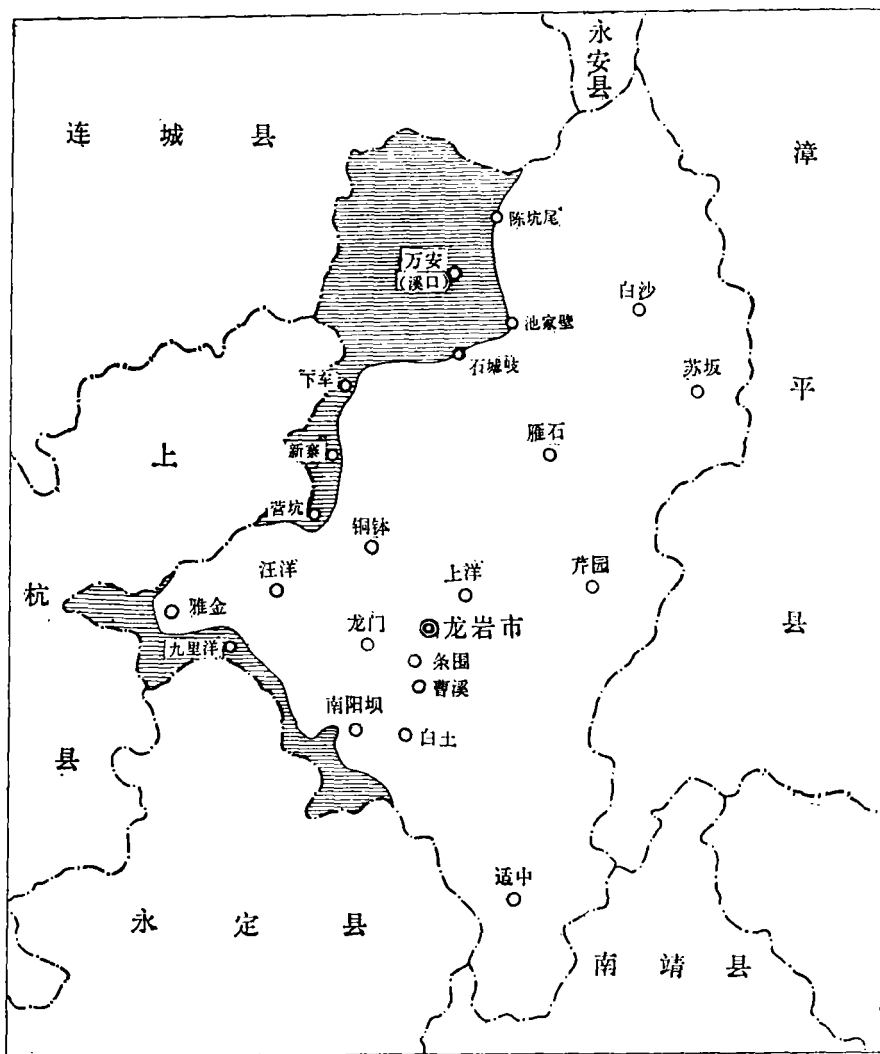 永安县
连城县
漳平县
陈坑尾
万安
(溪口)
白沙
池家壁
石城岐
下车
苏坂
上杭县
新寨
雁石
营坑
铜钵
汪洋
上洋
芹园
雅金
龙门
龙岩市
九里洋
条围
曹溪
南阳坝
白土
适中
永定县
南靖县